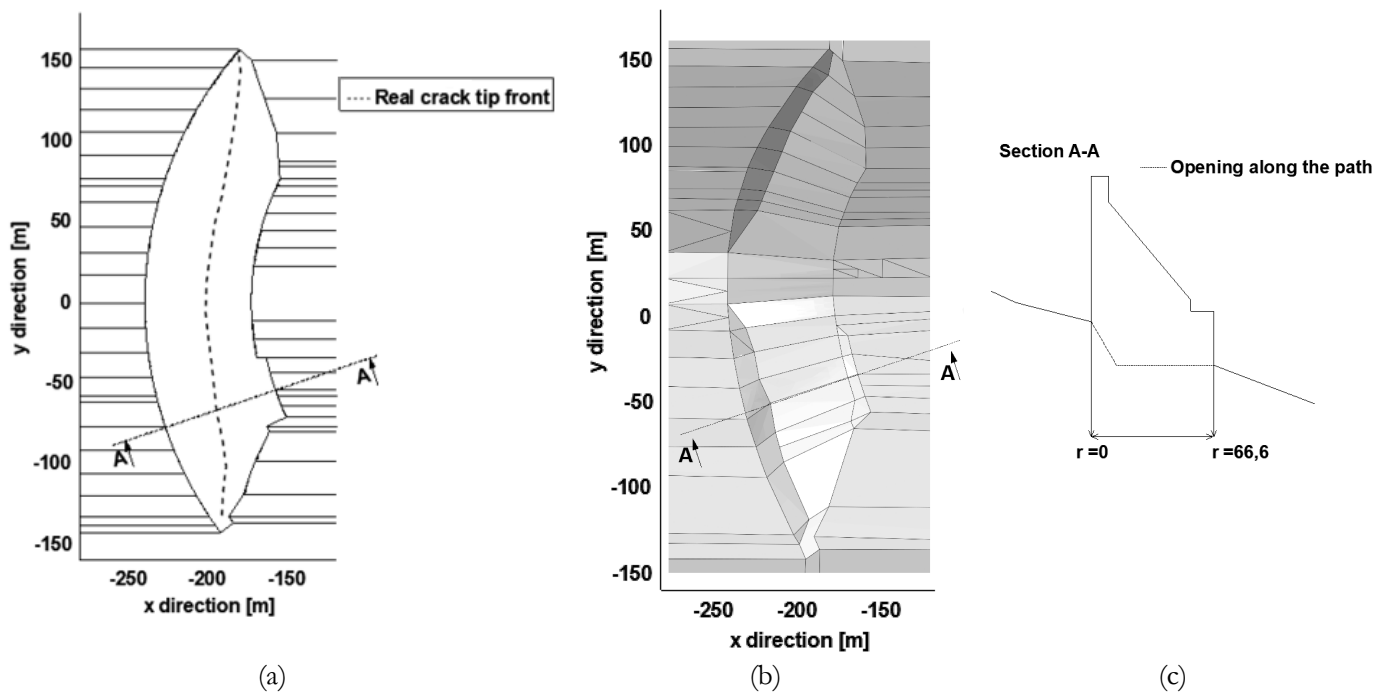 150
100
50
0
-50
-100
-150
y direction [m]
-250 -200 -150
x direction [m]
Real crack tip front
A
A
(a)
150
100
50
0
-50
-100
-150
y direction [m]
-250 -200 -150
x direction [m]
A
A
(b)
Section A-A
Opening along the path
r =0 r =66,6
(c)